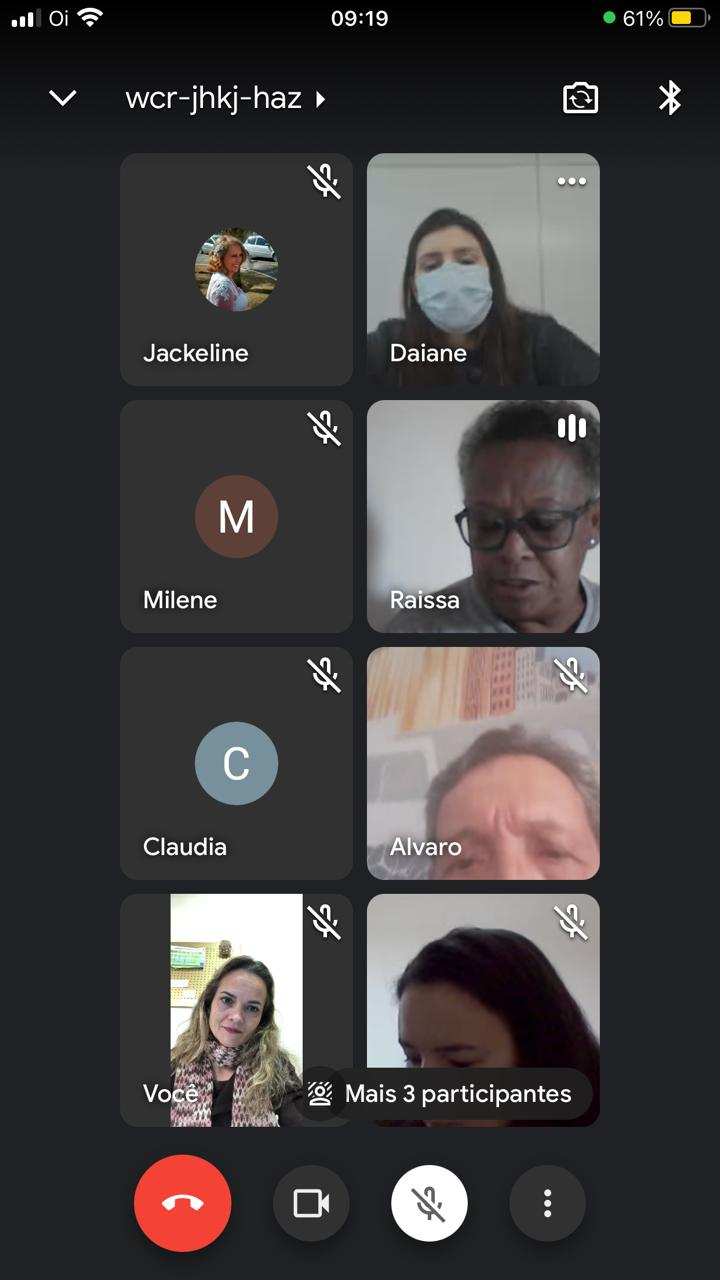 Oi 09:19 61%
wcr-jhkj-haz
Jackeline
Daiane
M
Milene
Raissa
C
Claudia
Alvaro
Você
Mais 3 participantes